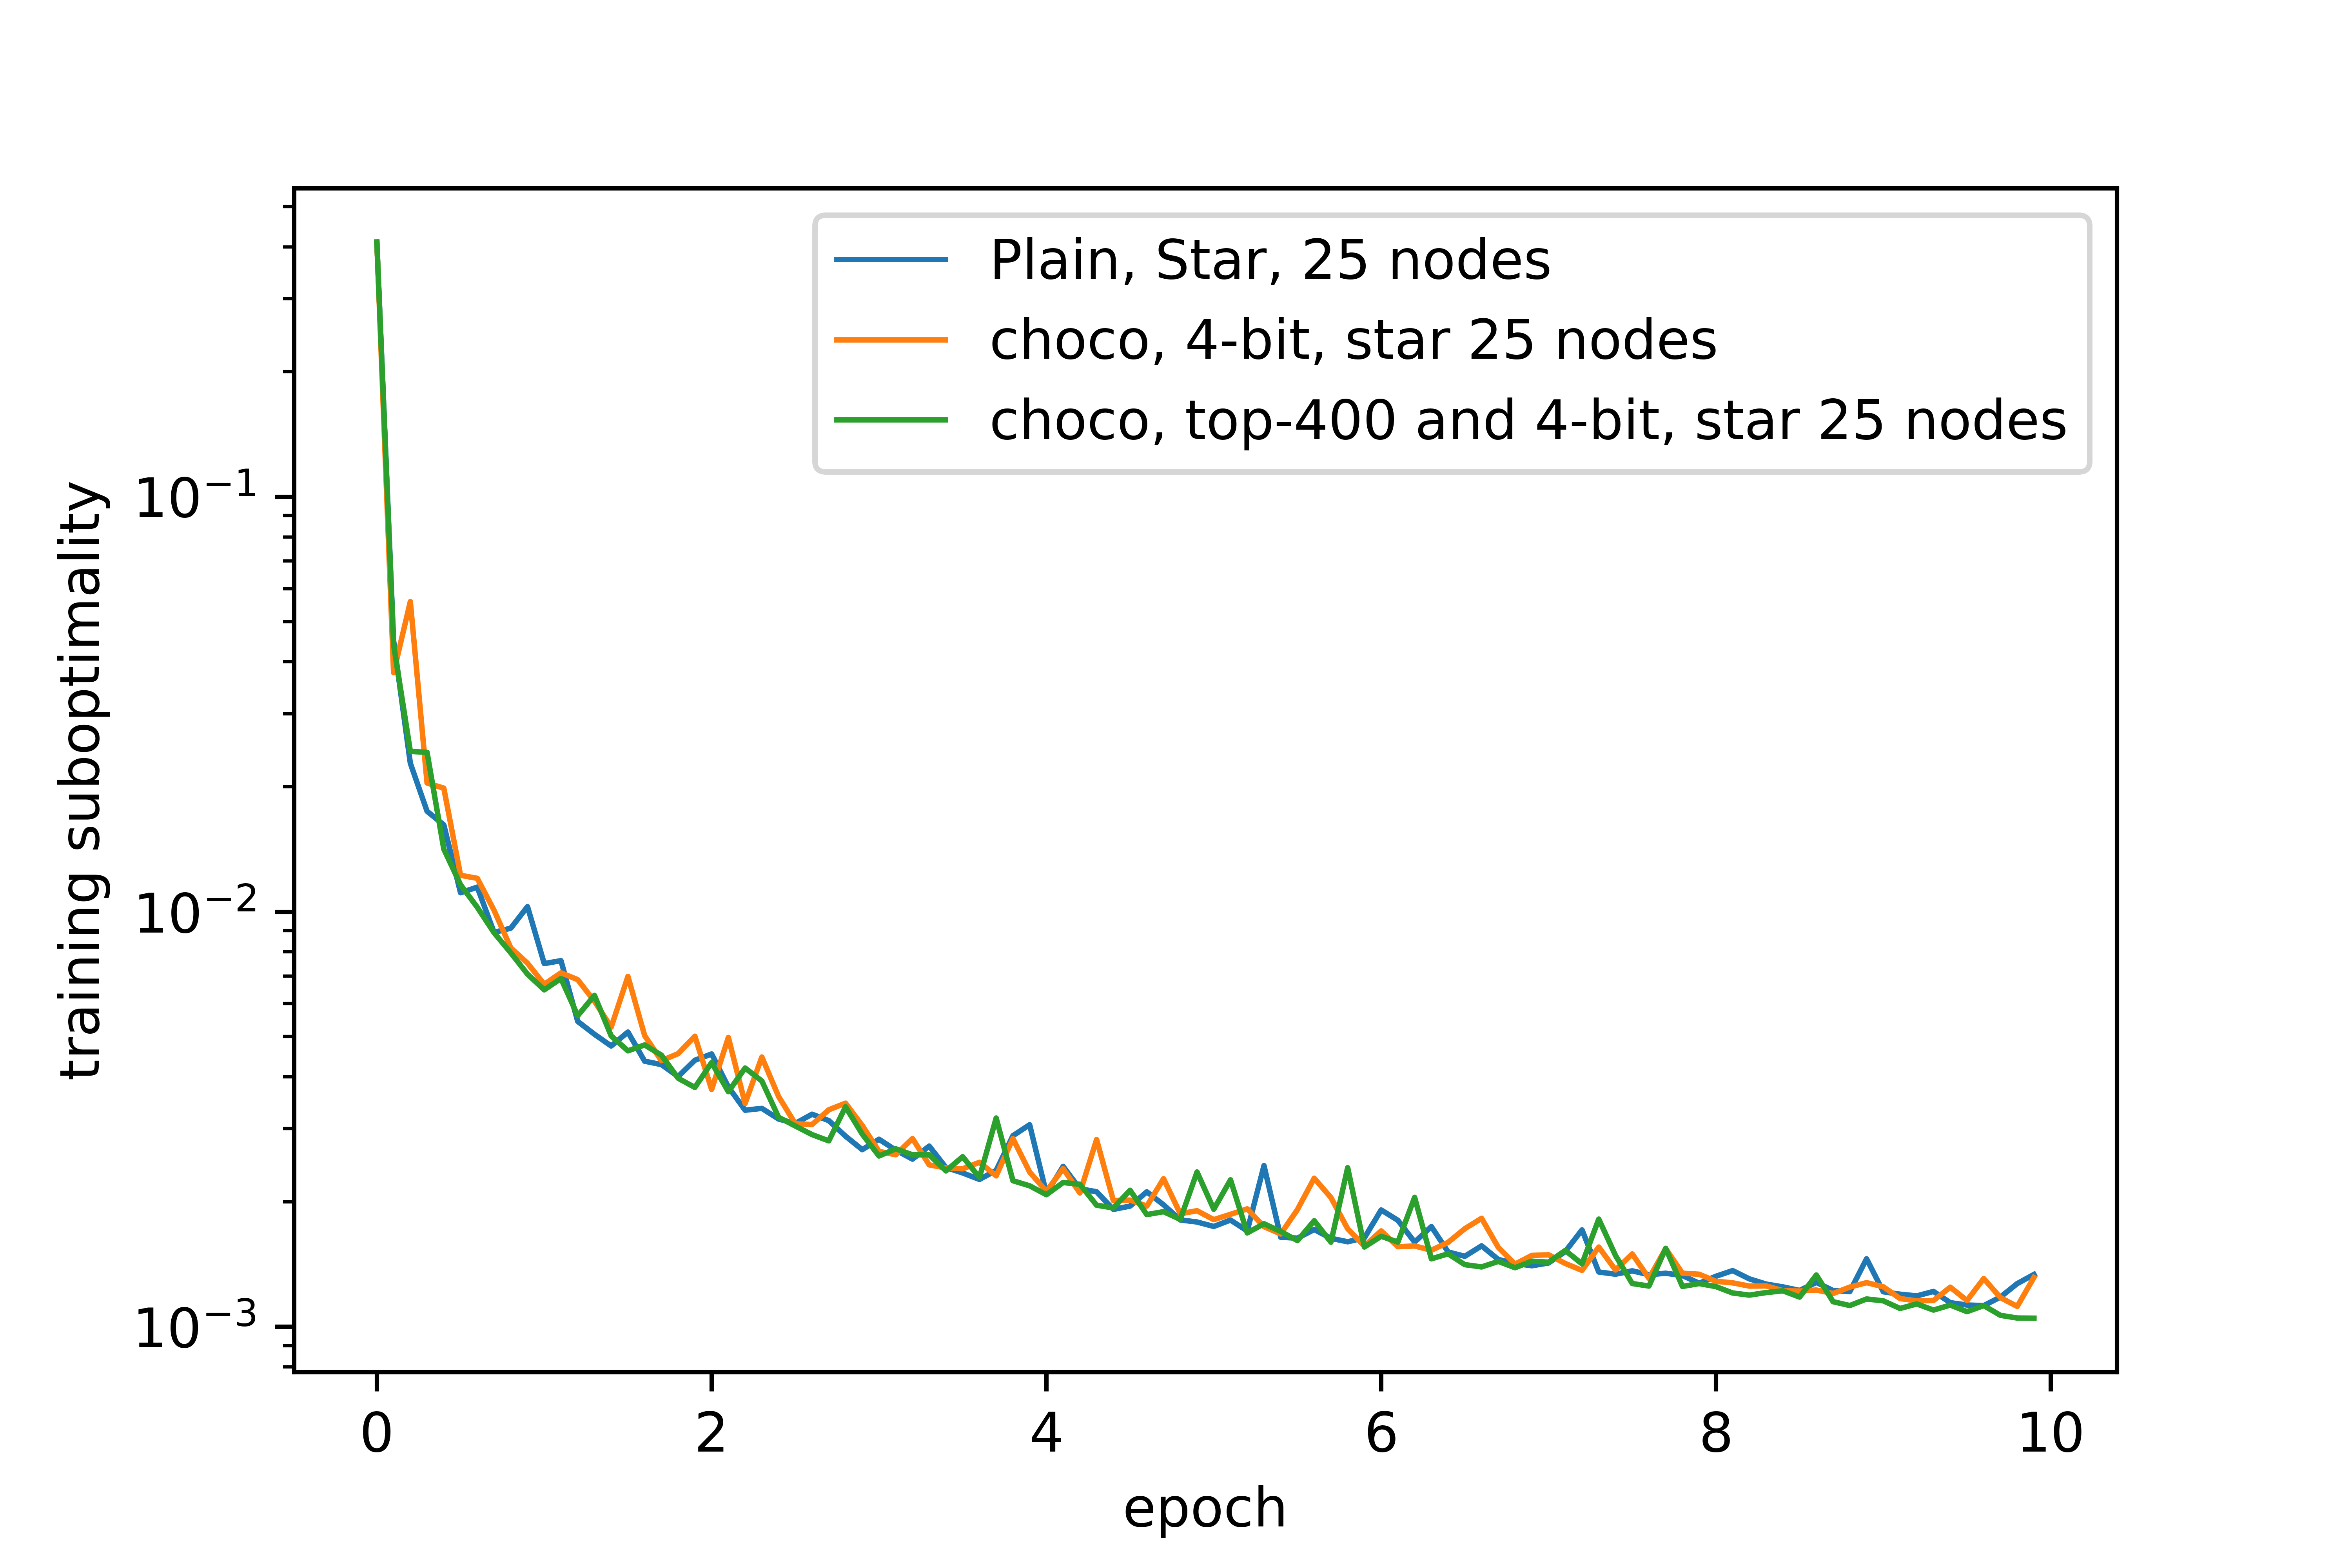 Plain, Star, 25 nodes
choco, 4-bit, star 25 nodes
choco, top-400 and 4-bit, star 25 nodes
training suboptimality
10⁻¹
10⁻²
10⁻³
0 2 4 6 8 10
epoch